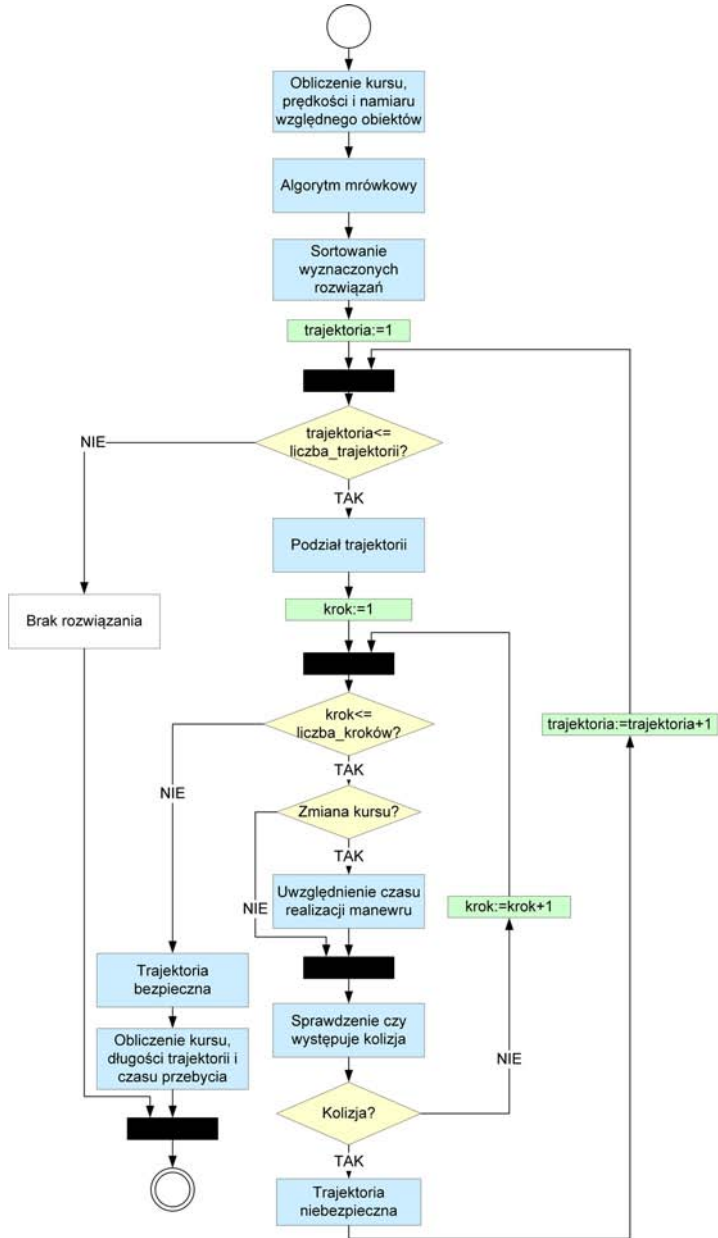 Obliczenie kursu,
prędkości i namiaru
względnego obiektów
Algorytm mrówkowy
Sortowanie
wyznaczonych
rozwiązań
trajektoria:=1
trajektoria<=
liczba_trajektorii?
NIE
TAK
Podział trajektorii
krok:=1
Brak rozwiązania
krok<=
liczba_kroków?
trajektoria:=trajektoria+1
TAK
NIE
Zmiana kursu?
TAK
Uwzględnienie czasu
realizacji manewru
NIE
krok:=krok+1
Trajektoria
bezpieczna
Sprawdzenie czy
występuje kolizja
Obliczenie kursu,
długości trajektorii i
czasu przebycia
NIE
Kolizja?
TAK
Trajektoria
niebezpieczna